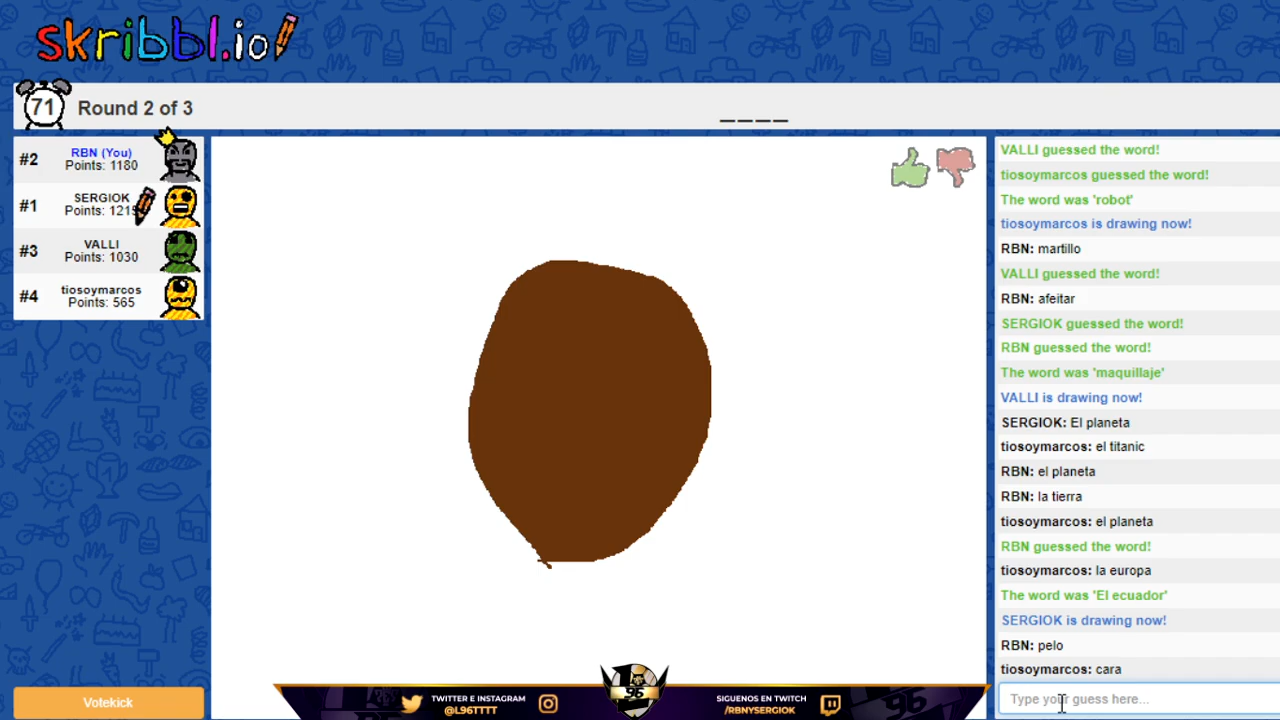 skribbl.io
71
Round 2 of 3
____
#2
RBN (You)
Points: 1180
#1
SERGIOK
Points: 1215
#3
VALLI
Points: 1030
#4
tiosoymarcos
Points: 565
VALLI guessed the word!
tiosoymarcos guessed the word!
The word was 'robot'
tiosoymarcos is drawing now!
RBN: martillo
VALLI guessed the word!
RBN: afeitar
SERGIOK guessed the word!
RBN guessed the word!
The word was 'maquillaje'
VALLI is drawing now!
SERGIOK: El planeta
tiosoymarcos: el titanic
RBN: el planeta
RBN: la tierra
tiosoymarcos: el planeta
RBN guessed the word!
tiosoymarcos: la europa
The word was 'El ecuador'
SERGIOK is drawing now!
RBN: pelo
tiosoymarcos: cara
Type your guess here...
Votekick
TWITTER E INSTAGRAM
@L96TTTT
96
SIGUENOS EN TWITCH
/RBNYSERGIOK